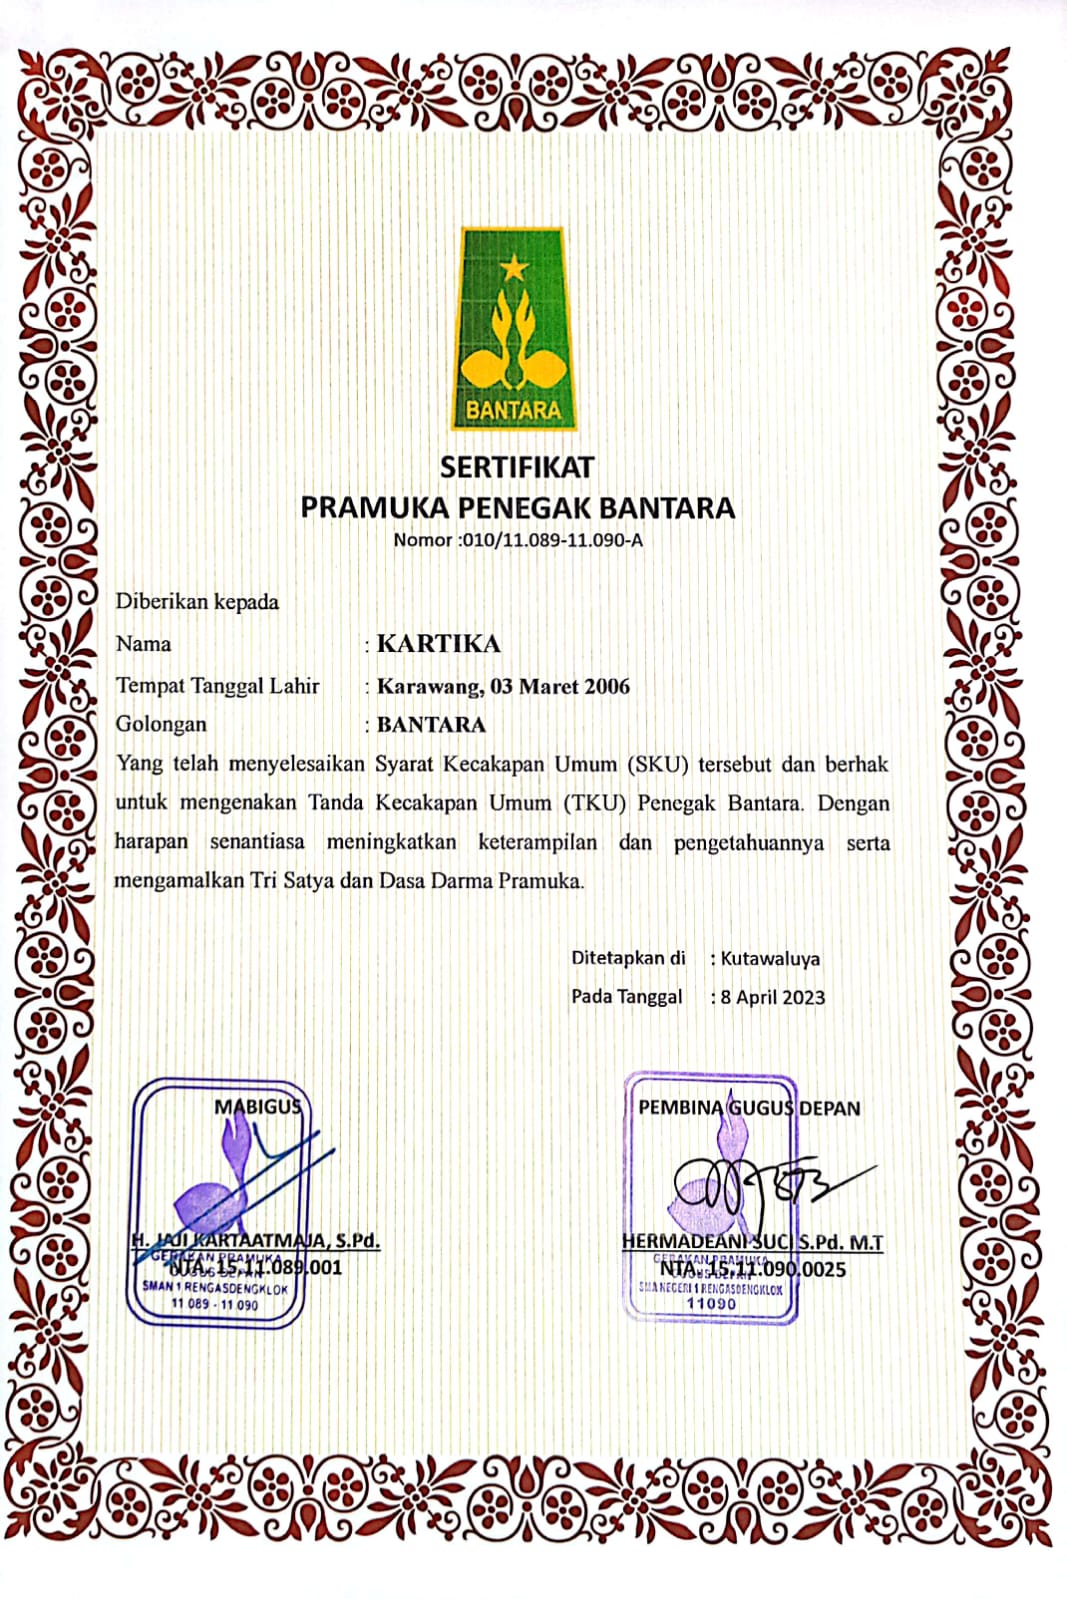 BANTARA
SERTIFIKAT
PRAMUKA PENEGAK BANTARA
Nomor :010/11.089-11.090-A
Diberikan kepada
Nama : KARTIKA
Tempat Tanggal Lahir : Karawang, 03 Maret 2006
Golongan : BANTARA
Yang telah menyelesaikan Syarat Kecakapan Umum (SKU) tersebut dan berhak
untuk mengenakan Tanda Kecakapan Umum (TKU) Penegak Bantara. Dengan
harapan senantiasa meningkatkan keterampilan dan pengetahuannya serta
mengamalkan Tri Satya dan Dasa Darma Pramuka.
Ditetapkan di : Kutawaluya
Pada Tanggal : 8 April 2023
MABIGUS
H. JAJI KARTAATMAJA, S.Pd.
GERAKAN PRAMUKA
NTA. 15.11.089.001
GUGUS DEPAN
SMAN 1 RENGASDENGKLOK
11 089 - 11 090
PEMBINA GUGUS DEPAN
HERMADEANI SUCI S.Pd. M.T
GERAKAN PRAMUKA
NTA. 15.11.090.0025
GUGUS DEPAN
SMA NEGERI 1 RENGASDENGKLOK
11090